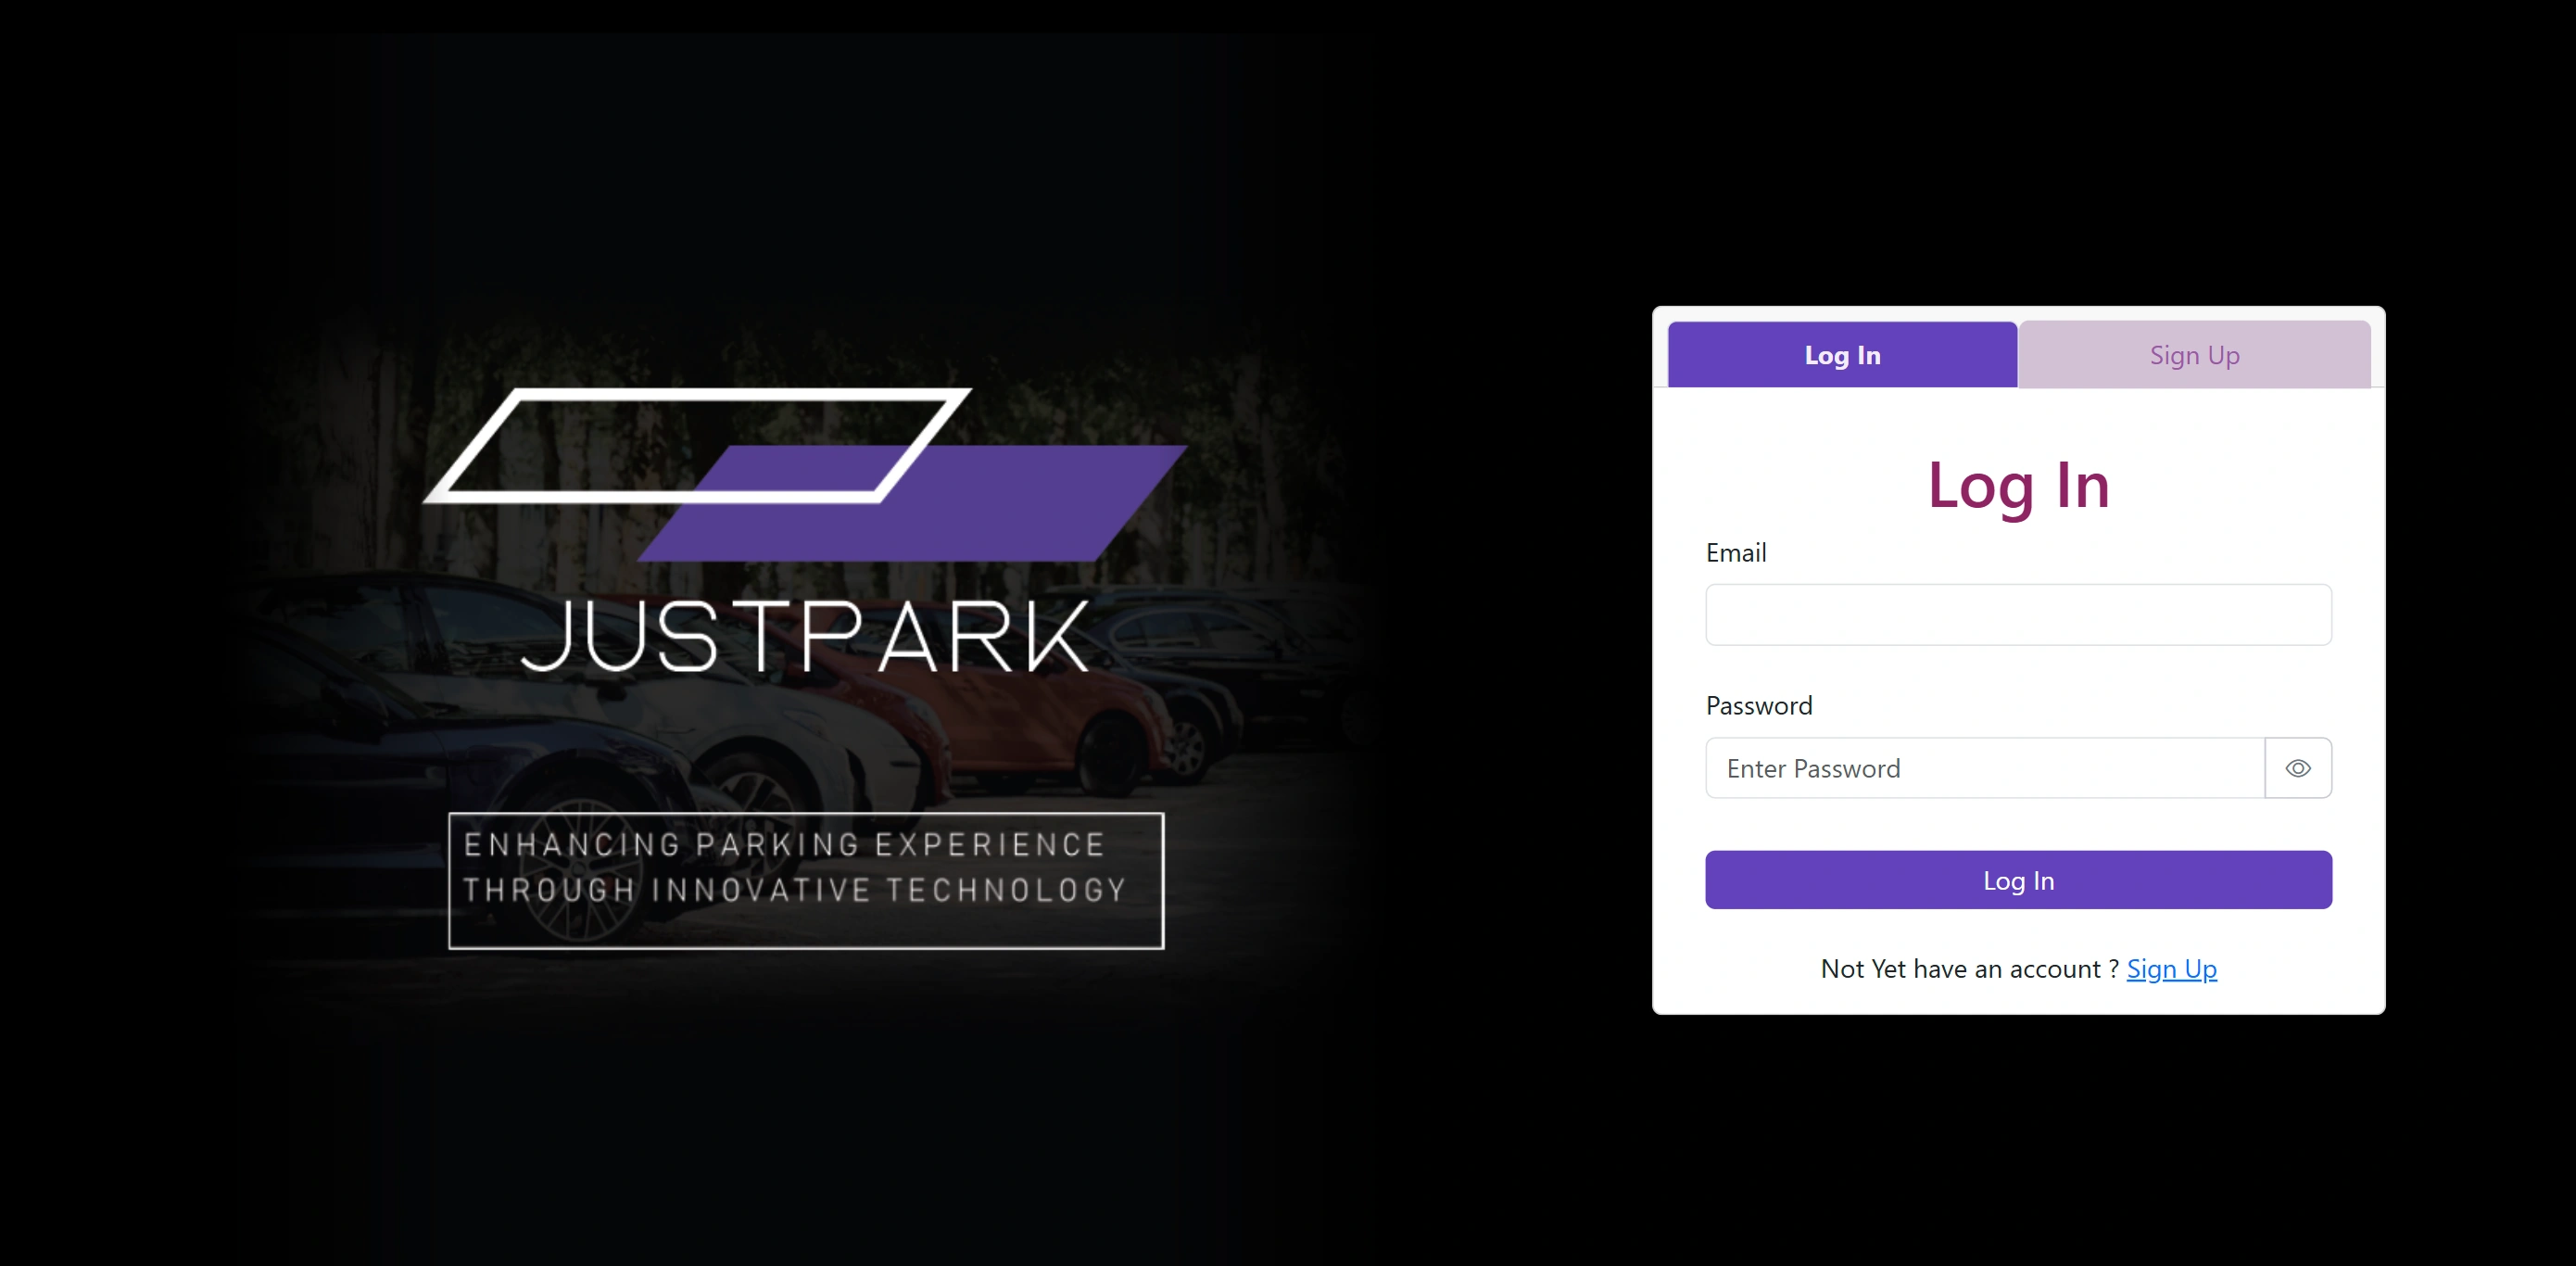 JUSTPARK
ENHANCING PARKING EXPERIENCE
THROUGH INNOVATIVE TECHNOLOGY
Log In
Sign Up
Log In
Email
Password
Enter Password
Log In
Not Yet have an account ? Sign Up